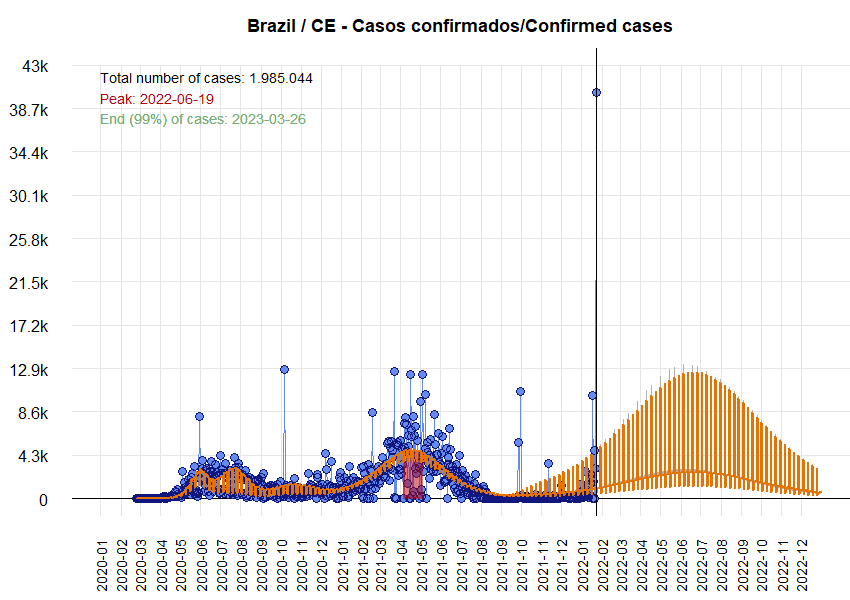 Brazil / CE - Casos confirmados/Confirmed cases
43k
Total number of cases: 1.985.044
Peak: 2022-06-19
End (99%) of cases: 2023-03-26
38.7k
34.4k
30.1k
25.8k
21.5k
17.2k
12.9k
8.6k
4.3k
0
2020-01
2020-02
2020-03
2020-04
2020-05
2020-06
2020-07
2020-08
2020-09
2020-10
2020-11
2020-12
2021-01
2021-02
2021-03
2021-04
2021-05
2021-06
2021-07
2021-08
2021-09
2021-10
2021-11
2021-12
2022-01
2022-02
2022-03
2022-04
2022-05
2022-06
2022-07
2022-08
2022-09
2022-10
2022-11
2022-12